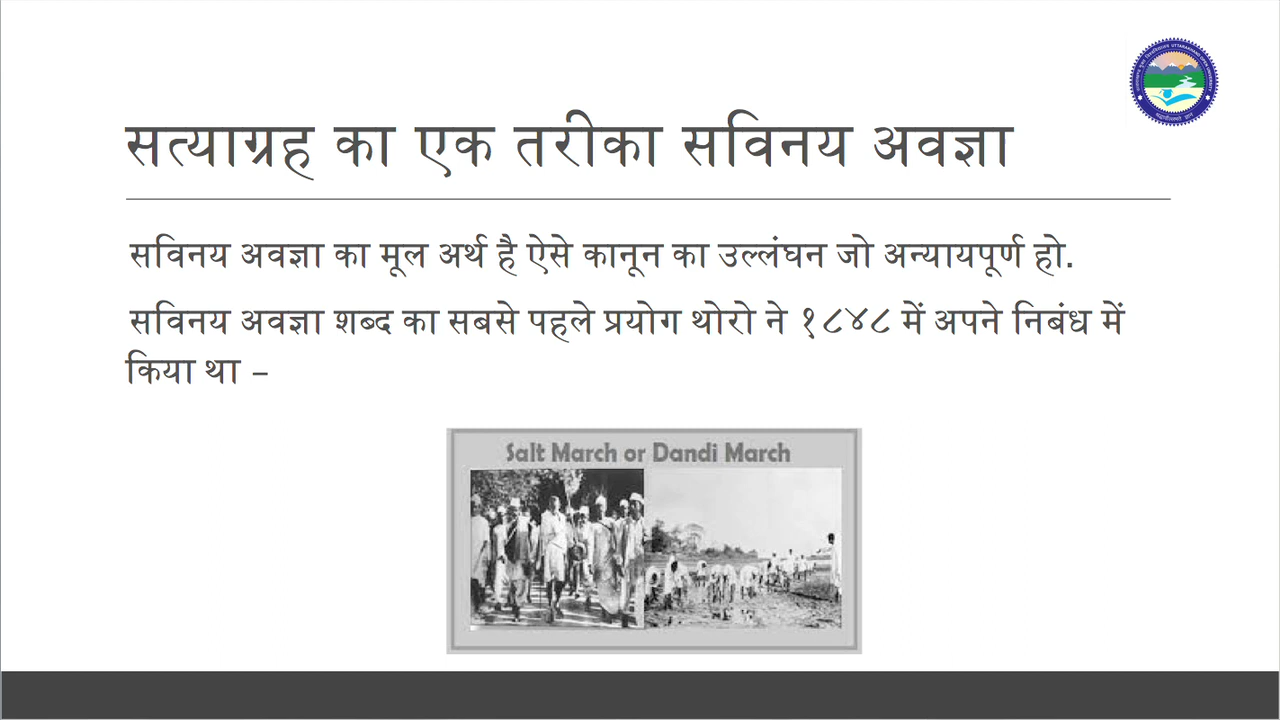 सत्याग्रह का एक तरीका सविनय अवज्ञा
सविनय अवज्ञा का मूल अर्थ है ऐसे कानून का उल्लंघन जो अन्यायपूर्ण हो.
सविनय अवज्ञा शब्द का सबसे पहले प्रयोग थोरो ने १८४८ में अपने निबंध में
किया था –
Salt March or Dandi March